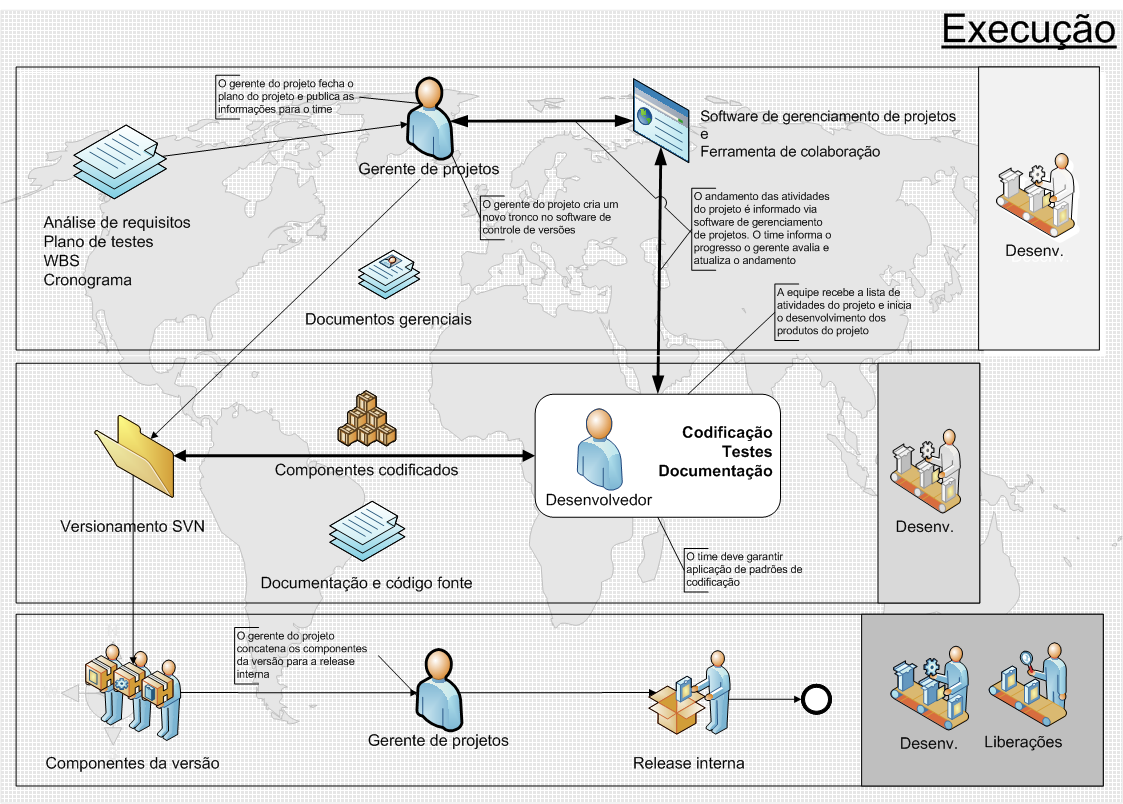 Execução
O gerente do projeto fecha o
plano do projeto e publica as
informações para o time
Software de gerenciamento de projetos
e
Ferramenta de colaboração
Gerente de projetos
O gerente do projeto cria um
novo tronco no software de
controle de versões
O andamento das atividades
do projeto é informado via
software de gerenciamento
de projetos. O time informa o
progresso o gerente avalia e
atualiza o andamento
Análise de requisitos
Plano de testes
WBS
Cronograma
Desenv.
Documentos gerenciais
A equipe recebe a lista de
atividades do projeto e inicia
o desenvolvimento dos
produtos do projeto
Componentes codificados
Codificação
Testes
Documentação
Desenvolvedor
Versionamento SVN
Desenv.
Documentação e código fonte
O time deve garantir
aplicação de padrões de
codificação
O gerente do projeto
concatena os componentes
da versão para a release
interna
Componentes da versão
Gerente de projetos
Release interna
Desenv.
Liberações